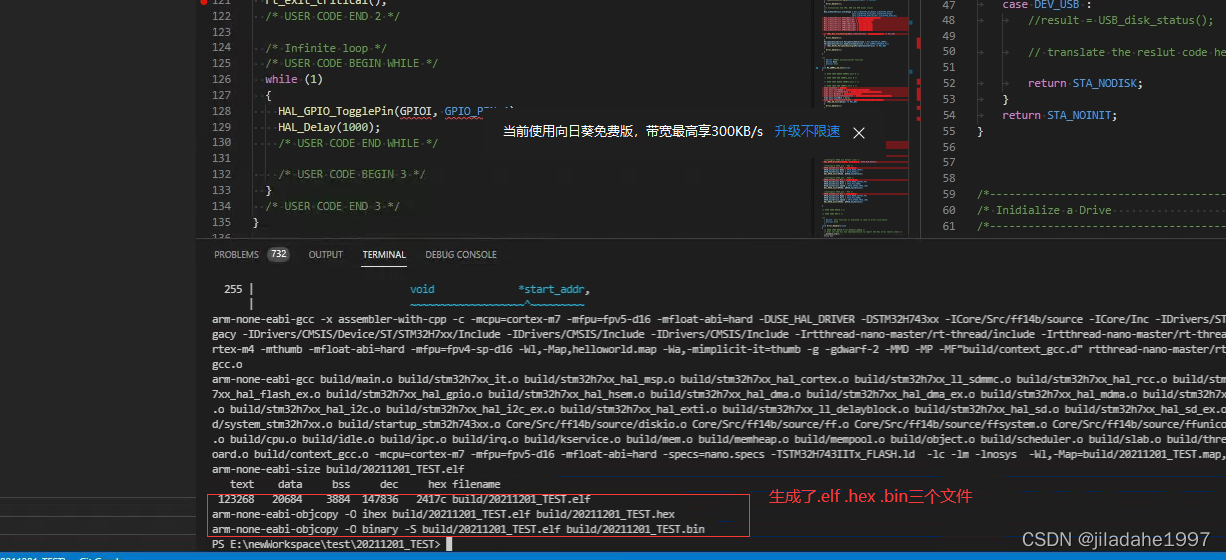 121 rt_exit_critical();
122 /* USER CODE END 2 */
123
124 /* Infinite loop */
125 /* USER CODE BEGIN WHILE */
126 while (1)
127 {
128 HAL_GPIO_TogglePin(GPIOI,
129 HAL_Delay(1000);
130 /* USER CODE END WHILE */
131
132 /* USER CODE BEGIN 3 */
133 }
134 /* USER CODE END 3 */
135 }
当前使用向日葵免费版，带宽最高享300KB/s 升级不限速
47 case DEV_USB :
48 //result = USB_disk_status();
49
50 // translate the reslut code he
51
52 return STA_NODISK;
53 }
54 return STA_NOINIT;
55 }
56
57
58
59 /*-----------------------------------
60 /* Inidialize a Drive
61 /*-----------------------------------
PROBLEMS 732 OUTPUT TERMINAL DEBUG CONSOLE
255 | void *start_addr,
| ~~~~~~~~~~~~~~~~~~^~~~~~~~~~
arm-none-eabi-gcc -x assembler-with-cpp -c -mcpu=cortex-m7 -mfpu=fpv5-d16 -mfloat-abi=hard -DUSE_HAL_DRIVER -DSTM32H743xx -ICore/Src/ff14b/source -ICore/Inc -IDrivers/ST
gacy -IDrivers/CMSIS/Device/ST/STM32H7xx/Include -IDrivers/CMSIS/Include -IDrivers/CMSIS/Include -Irtthread-nano-master/rt-thread/include -Irtthread-nano-master/rt-thread
rtex-m4 -mthumb -mfloat-abi=hard -mfpu=fpv4-sp-d16 -Wl,-Map,helloworld.map -Wa,-mimplicit-it=thumb -g -gdwarf-2 -MMD -MP -MF"build/context_gcc.d" rtthread-nano-master/rt
gcc.o
arm-none-eabi-gcc build/main.o build/stm32h7xx_it.o build/stm32h7xx_hal_msp.o build/stm32h7xx_hal_cortex.o build/stm32h7xx_ll_sdmmc.o build/stm32h7xx_hal_rcc.o build/stm
7xx_hal_flash_ex.o build/stm32h7xx_hal_gpio.o build/stm32h7xx_hal_hsem.o build/stm32h7xx_hal_dma.o build/stm32h7xx_hal_dma_ex.o build/stm32h7xx_hal_mdma.o build/stm32h7x
.o build/stm32h7xx_hal_i2c.o build/stm32h7xx_hal_i2c_ex.o build/stm32h7xx_hal_exti.o build/stm32h7xx_ll_delayblock.o build/stm32h7xx_hal_sd.o build/stm32h7xx_hal_sd_ex.o
d/system_stm32h7xx.o build/startup_stm32h743xx.o Core/Src/ff14b/source/diskio.o Core/Src/ff14b/source/ff.o Core/Src/ff14b/source/ffsystem.o Core/Src/ff14b/source/ffunico
.o build/cpu.o build/idle.o build/ipc.o build/irq.o build/kservice.o build/mem.o build/memheap.o build/mempool.o build/object.o build/scheduler.o build/slab.o build/thre
oard.o build/context_gcc.o -mcpu=cortex-m7 -mfpu=fpv5-d16 -mfloat-abi=hard -specs=nano.specs -TSTM32H743IITx_FLASH.ld -lc -lm -lnosys -Wl,-Map=build/20211201_TEST.map,
arm-none-eabi-size build/20211201_TEST.elf
text data bss dec hex filename
123268 20684 3884 147836 2417c build/20211201_TEST.elf
arm-none-eabi-objcopy -O ihex build/20211201_TEST.elf build/20211201_TEST.hex
arm-none-eabi-objcopy -O binary -S build/20211201_TEST.elf build/20211201_TEST.bin
PS E:\newWorkspace\test\20211201_TEST>
生成了.elf .hex .bin三个文件
CSDN @jiladahe1997